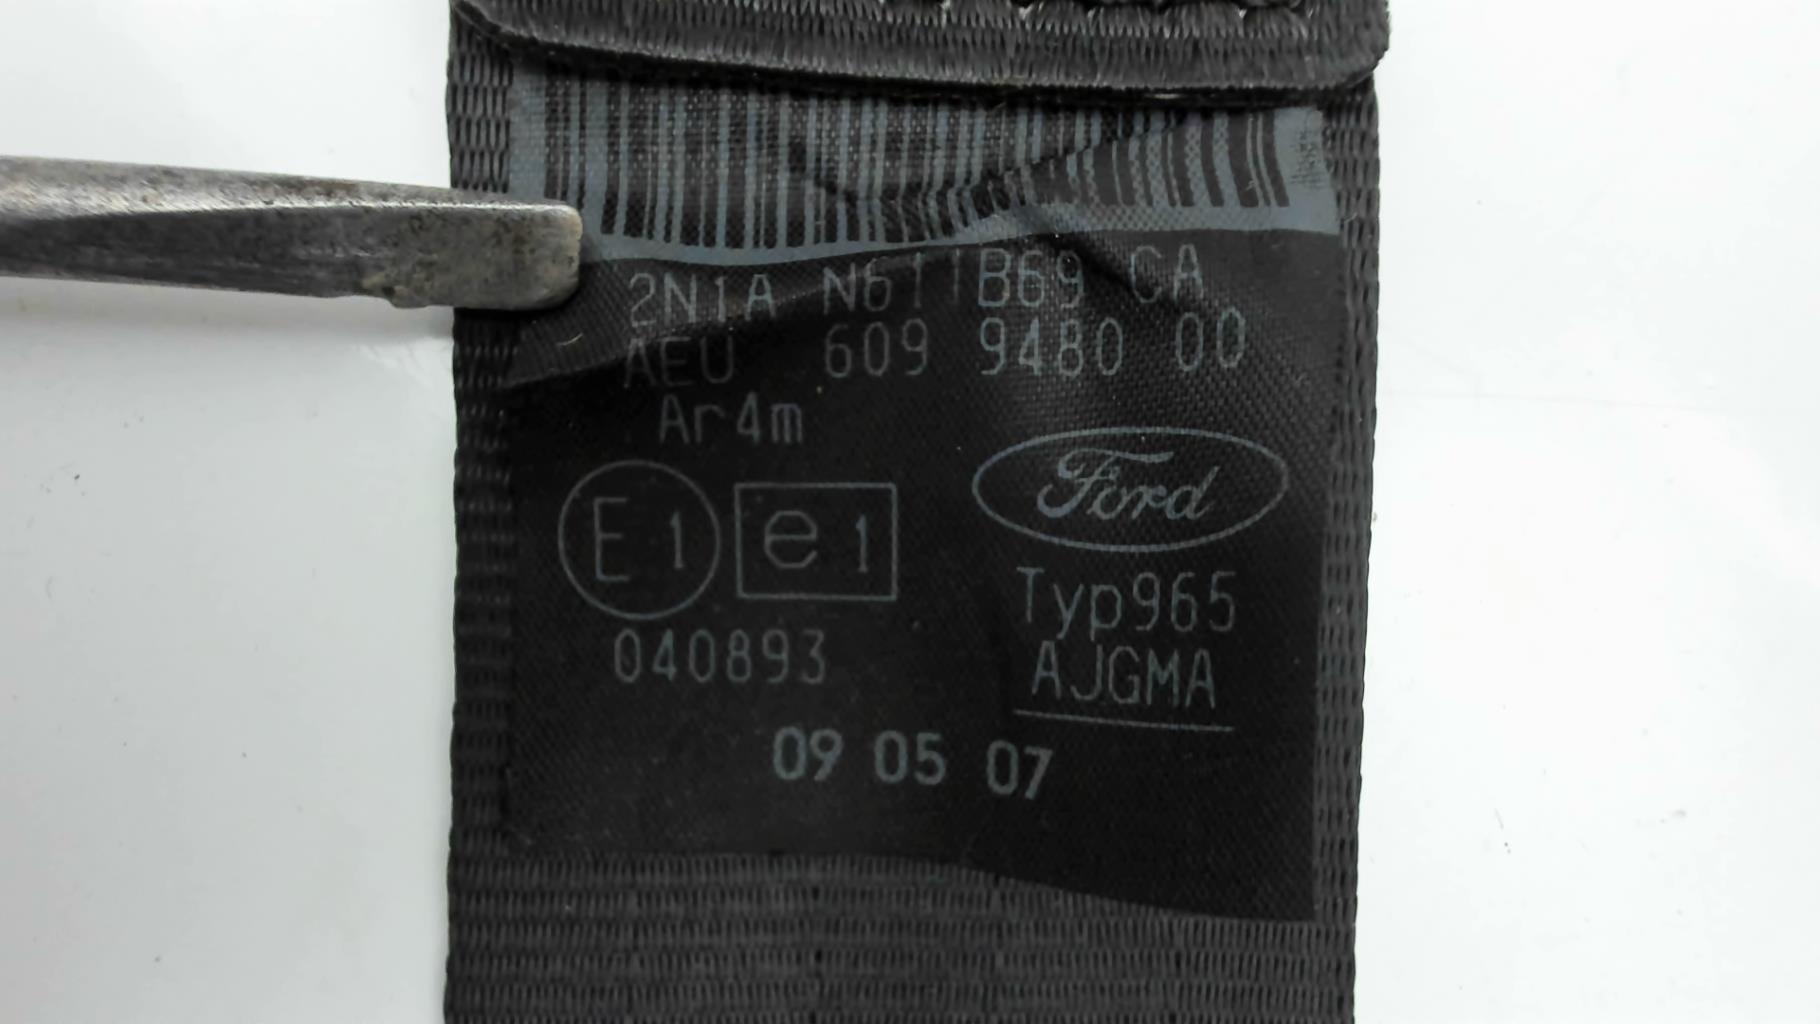 2N1A N611B69 CA
AEU 609 9480 00
Ar4m
Ford
E1 e1
Typ965
040893
AJGMA
09 05 07